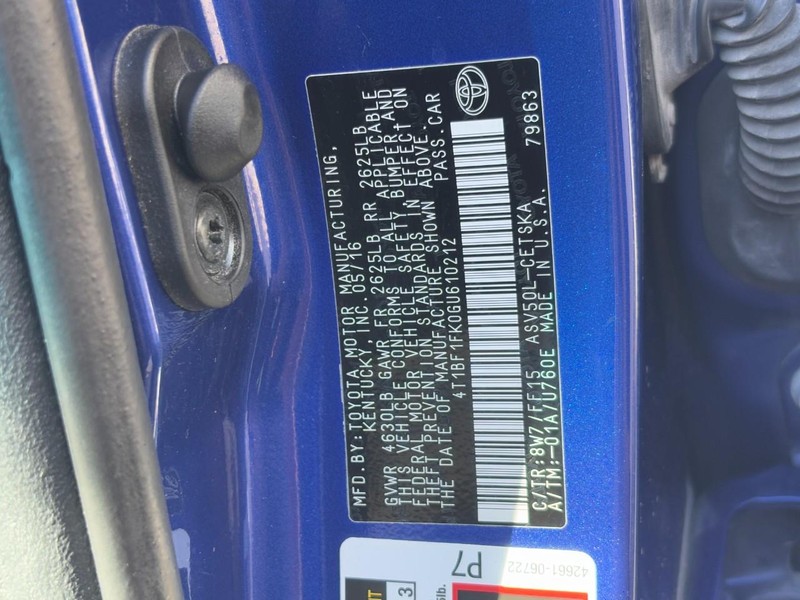 MFD.BY:TOYOTA MOTOR MANUFACTURING,
KENTUCKY, INC. 05/16
GVWR 4630LB GAWR FR 2625LB RR 2625LB
THIS VEHICLE CONFORMS TO ALL APPLICABLE
FEDERAL MOTOR VEHICLE SAFETY, BUMPER AND
THEFT PREVENTION STANDARDS IN EFFECT ON
THE DATE OF MANUFACTURE SHOWN ABOVE.
4T1BF1FK0GU610212 PASS.CAR
C/TR:8W7/FF15 ASV50L-CETSKA 79863
A/TM:-01A/U760E MADE IN U.S.A.
42661-06722
P7